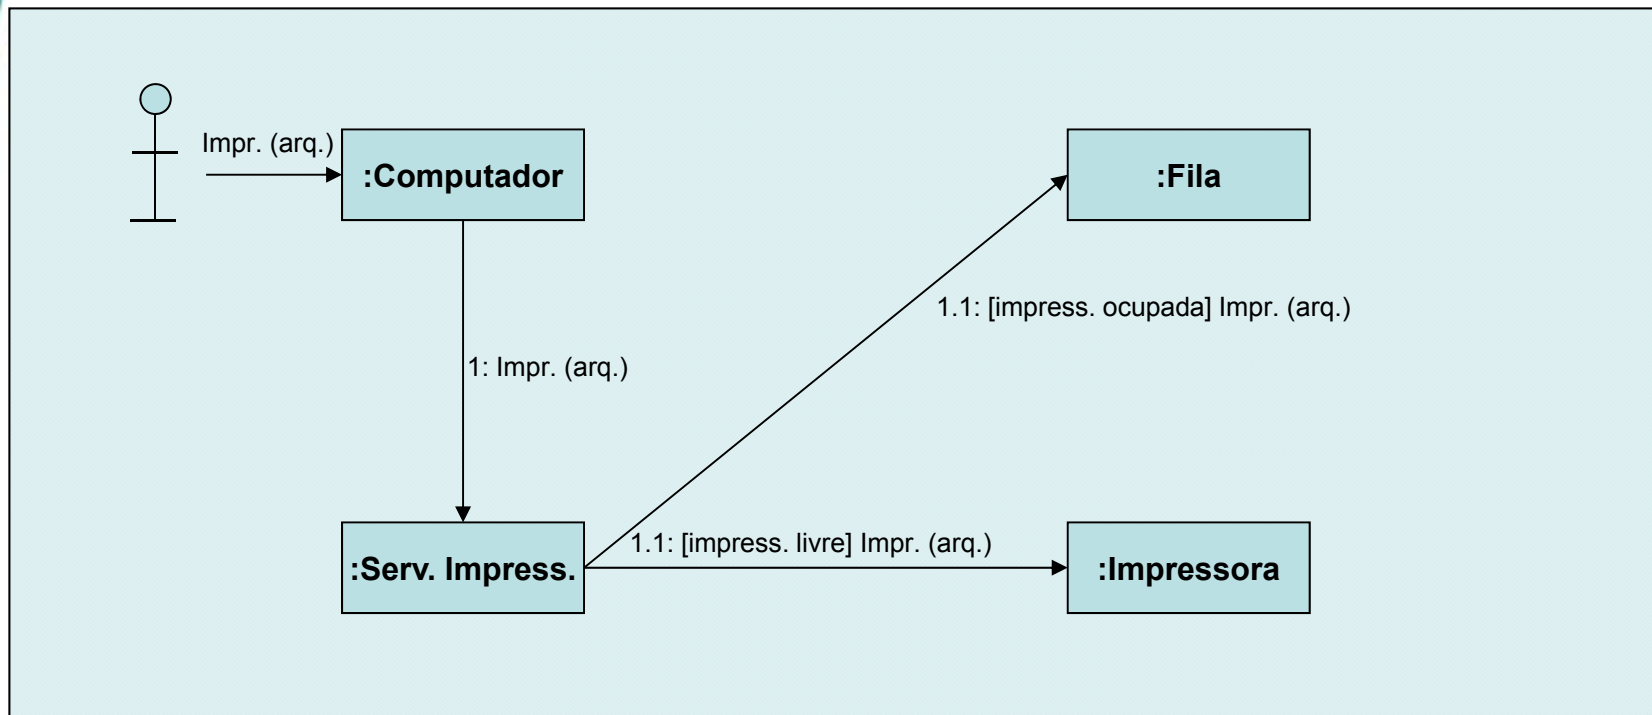 Impr. (arq.)
:Computador
:Fila
1.1: [impress. ocupada] Impr. (arq.)
1: Impr. (arq.)
1.1: [impress. livre] Impr. (arq.)
:Serv. Impress.
:Impressora